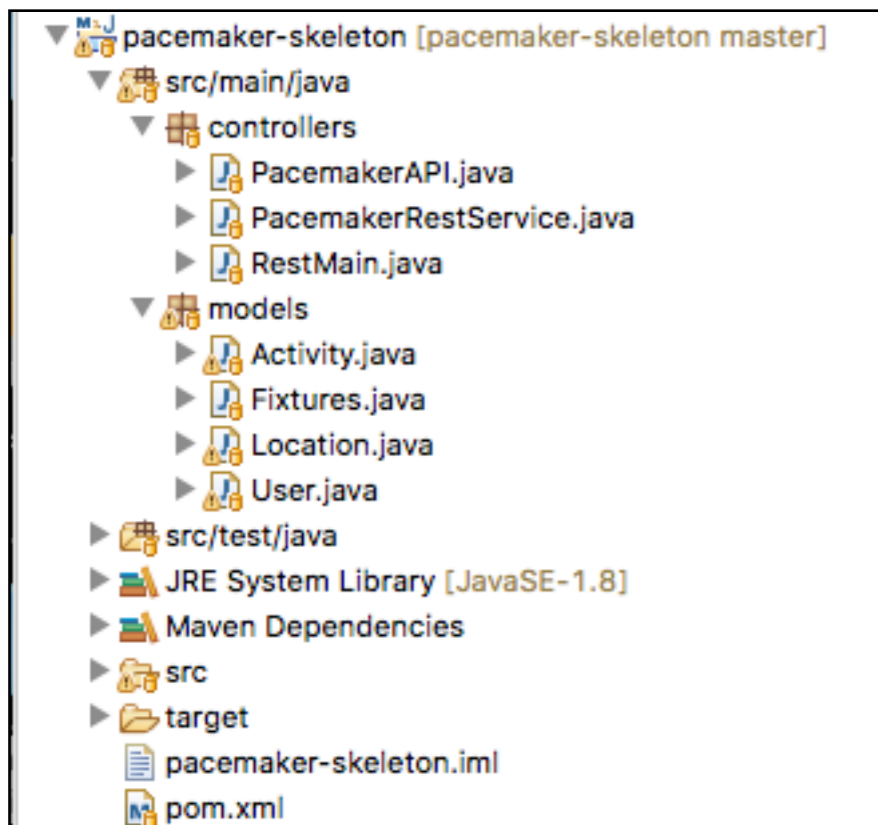 pacemaker-skeleton [pacemaker-skeleton master]
src/main/java
controllers
PacemakerAPI.java
PacemakerRestService.java
RestMain.java
models
Activity.java
Fixtures.java
Location.java
User.java
src/test/java
JRE System Library [JavaSE-1.8]
Maven Dependencies
src
target
pacemaker-skeleton.iml
pom.xml